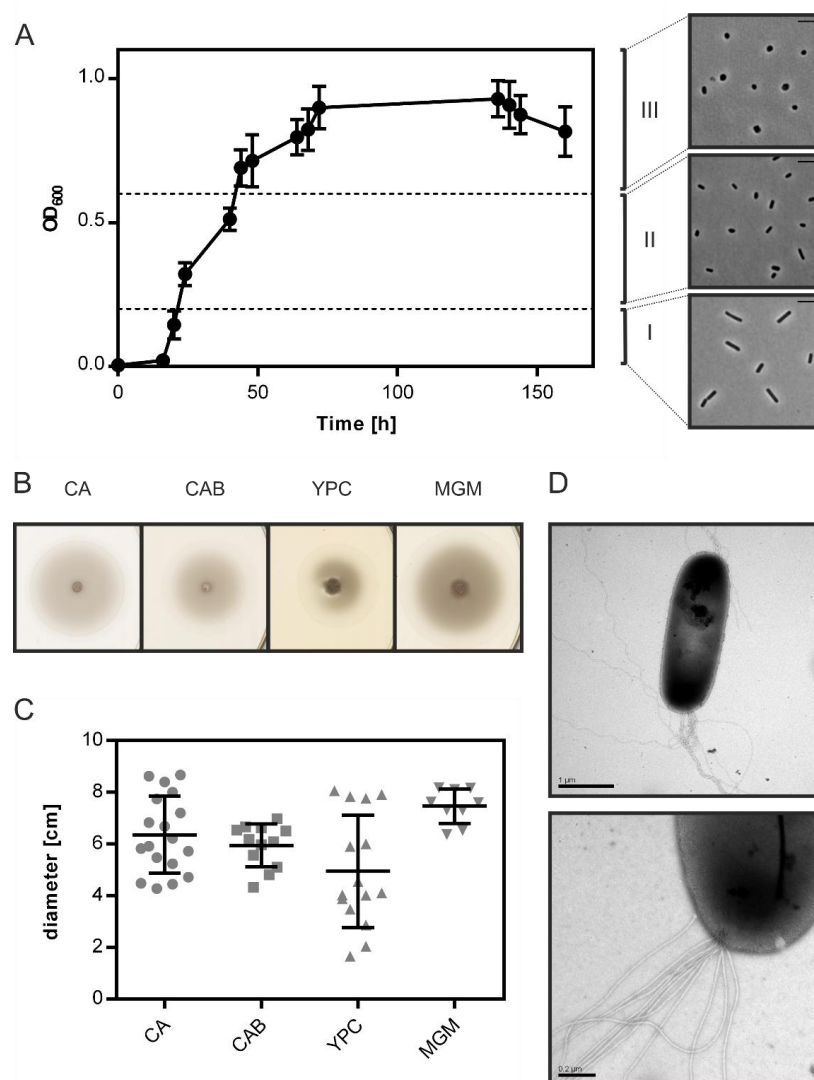 A
1.0
0.5
0.0
OD600
0
50
100
150
Time [h]
III
II
I
B
CA
CAB
YPC
MGM
C
10
8
6
4
2
0
diameter [cm]
CA
CAB
YPC
MGM
D
1 µm
0.2 µm